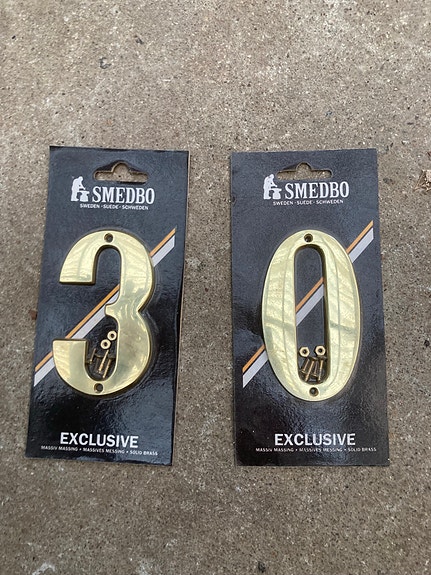 SMEDBO
SWEDEN · SUEDE · SCHWEDEN
3
EXCLUSIVE
MASSIV MÄSSING • MASSIVES MESSING • SOLID BRASS
SMEDBO
SWEDEN · SUEDE · SCHWEDEN
0
EXCLUSIVE
MASSIV MÄSSING • MASSIVES MESSING • SOLID BRASS